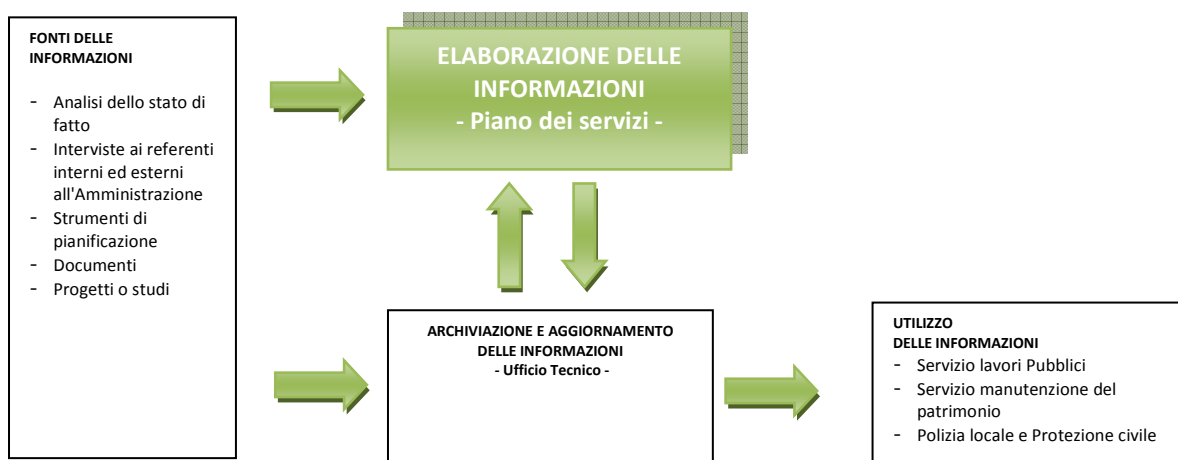 FONTI DELLE
INFORMAZIONI
- Analisi dello stato di
fatto
- Interviste ai referenti
interni ed esterni
all'Amministrazione
- Strumenti di
pianificazione
- Documenti
- Progetti o studi
ELABORAZIONE DELLE
INFORMAZIONI
- Piano dei servizi -
ARCHIVIAZIONE E AGGIORNAMENTO
DELLE INFORMAZIONI
- Ufficio Tecnico -
UTILIZZO
DELLE INFORMAZIONI
- Servizio lavori Pubblici
- Servizio manutenzione del
patrimonio
- Polizia locale e Protezione civile